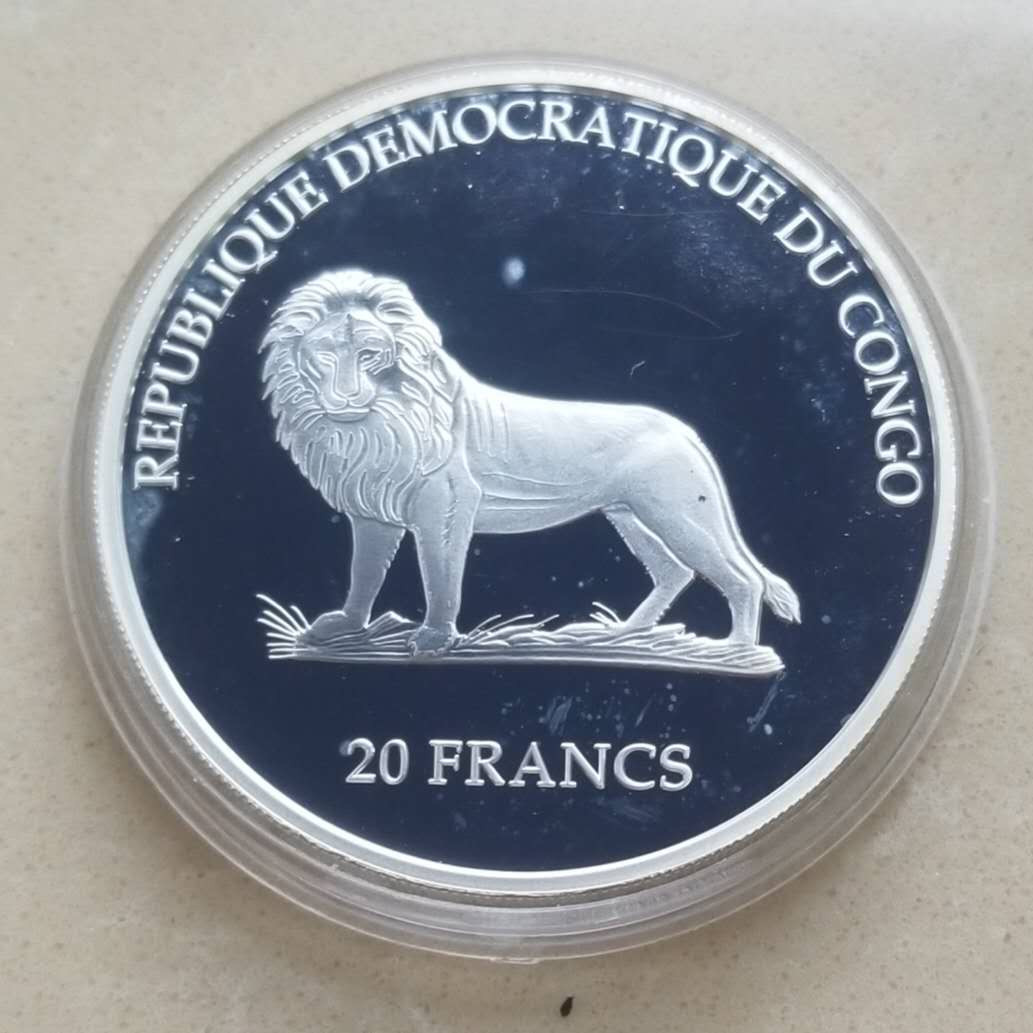 REPUBLIQUE DEMOCRATIQUE DU CONGO
20 FRANCS